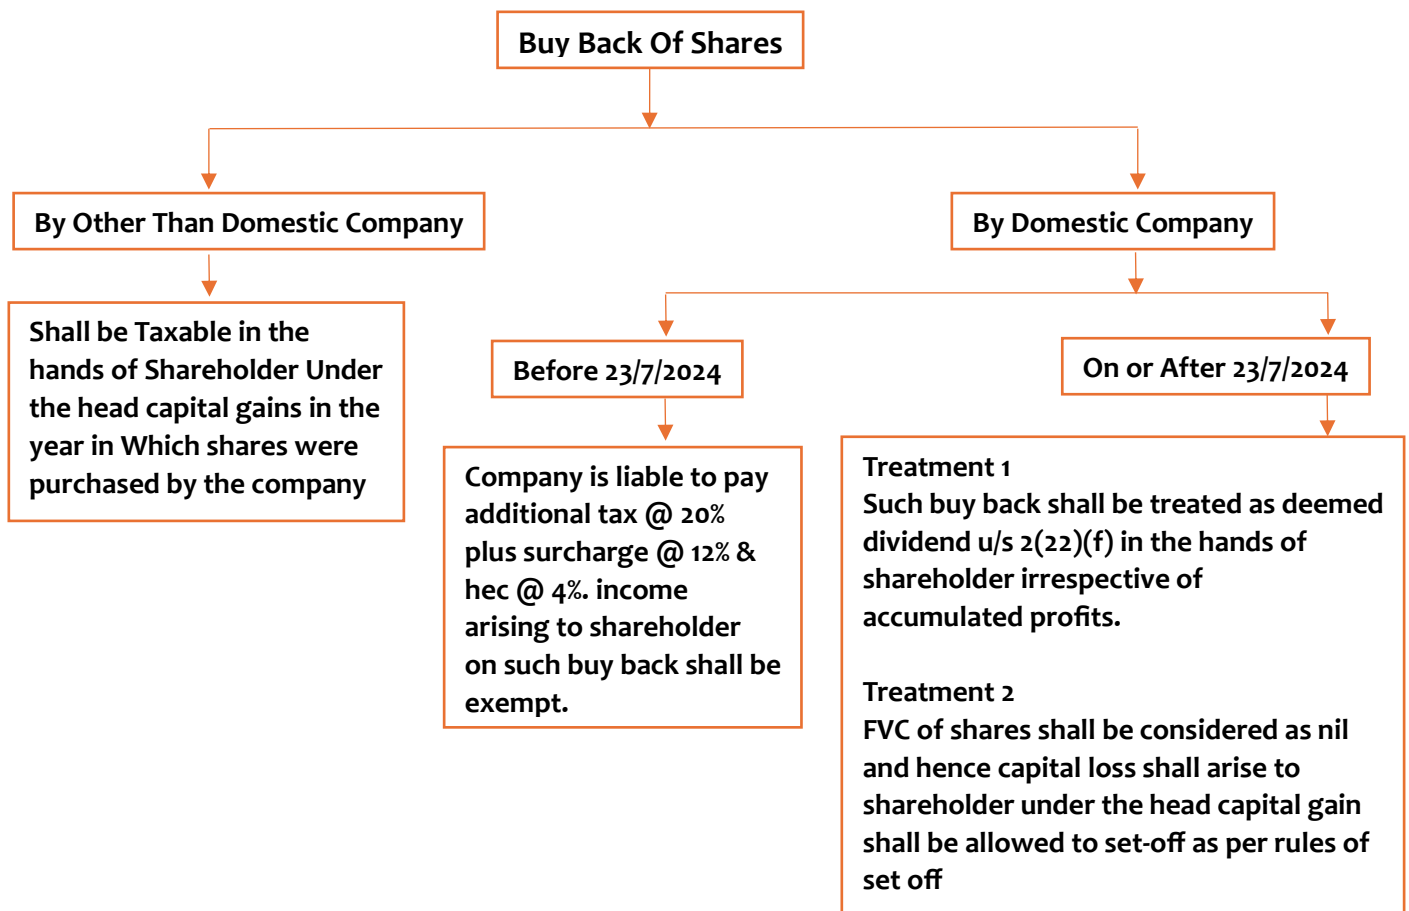 Buy Back Of Shares
By Other Than Domestic Company
By Domestic Company
Shall be Taxable in the
hands of Shareholder Under
the head capital gains in the
year in Which shares were
purchased by the company
Before 23/7/2024
On or After 23/7/2024
Company is liable to pay
additional tax @ 20%
plus surcharge @ 12% &
hec @ 4%. income
arising to shareholder
on such buy back shall be
exempt.
Treatment 1
Such buy back shall be treated as deemed
dividend u/s 2(22)(f) in the hands of
shareholder irrespective of
accumulated profits.
Treatment 2
FVC of shares shall be considered as nil
and hence capital loss shall arise to
shareholder under the head capital gain
shall be allowed to set-off as per rules of
set off